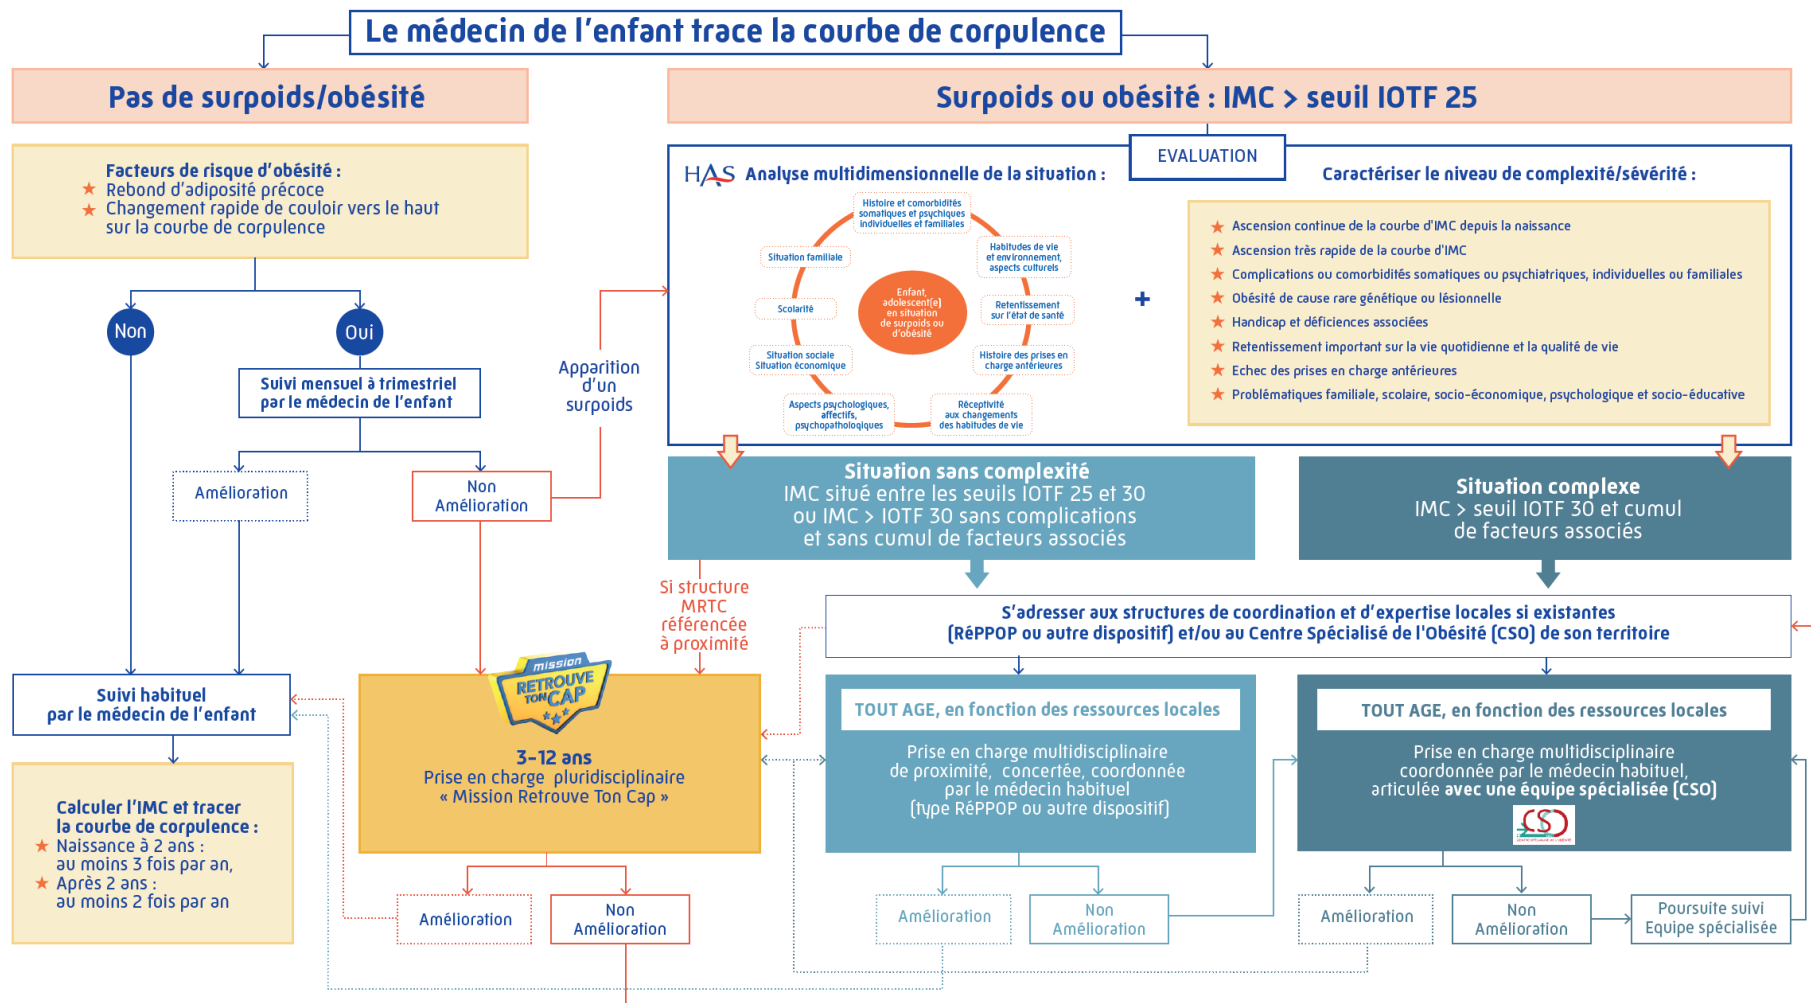 Le médecin de l'enfant trace la courbe de corpulence
Pas de surpoids/obésité
Surpoids ou obésité : IMC > seuil IOTF 25
Facteurs de risque d'obésité :
Rebond d'adiposité précoce
Changement rapide de couloir vers le haut
sur la courbe de corpulence
Non
Oui
Suivi mensuel à trimestriel
par le médecin de l'enfant
Amélioration
Non
Amélioration
Apparition
d'un
surpoids
EVALUATION
HAS Analyse multidimensionnelle de la situation :
Histoire et comorbidités
somatiques et psychiques
individuelles et familiales
Situation familiale
Habitudes de vie
et environnement,
aspects culturels
Scolarité
Enfant,
adolescent(e)
en situation
de surpoids ou
d'obésité
Retentissement
sur l'état de santé
Situation sociale
Situation économique
Histoire des prises en
charge antérieures
Aspects psychologiques,
affectifs,
psychopathologiques
Réceptivité
aux changements
des habitudes de vie
+
Caractériser le niveau de complexité/sévérité :
Ascension continue de la courbe d'IMC depuis la naissance
Ascension très rapide de la courbe d'IMC
Complications ou comorbidités somatiques ou psychiatriques, individuelles ou familiales
Obésité de cause rare génétique ou lésionnelle
Handicap et déficiences associées
Retentissement important sur la vie quotidienne et la qualité de vie
Echec des prises en charge antérieures
Problématiques familiale, scolaire, socio-économique, psychologique et socio-éducative
Situation sans complexité
IMC situé entre les seuils IOTF 25 et 30
ou IMC > IOTF 30 sans complications
et sans cumul de facteurs associés
Situation complexe
IMC > seuil IOTF 30 et cumul
de facteurs associés
Si structure
MRTC
référencée
à proximité
S'adresser aux structures de coordination et d'expertise locales si existantes
(RéPPOP ou autre dispositif) et/ou au Centre Spécialisé de l'Obésité (CSO) de son territoire
Suivi habituel
par le médecin de l'enfant
Calculer l'IMC et tracer
la courbe de corpulence :
Naissance à 2 ans :
au moins 3 fois par an,
Après 2 ans :
au moins 2 fois par an
mission
RETROUVE
TON CAP
3-12 ans
Prise en charge pluridisciplinaire
« Mission Retrouve Ton Cap »
Amélioration
Non
Amélioration
TOUT AGE, en fonction des ressources locales
Prise en charge multidisciplinaire
de proximité, concertée, coordonnée
par le médecin habituel
(type RéPPOP ou autre dispositif)
Amélioration
Non
Amélioration
TOUT AGE, en fonction des ressources locales
Prise en charge multidisciplinaire
coordonnée par le médecin habituel,
articulée avec une équipe spécialisée (CSO)
CSO
Amélioration
Non
Amélioration
Poursuite suivi
Equipe spécialisée